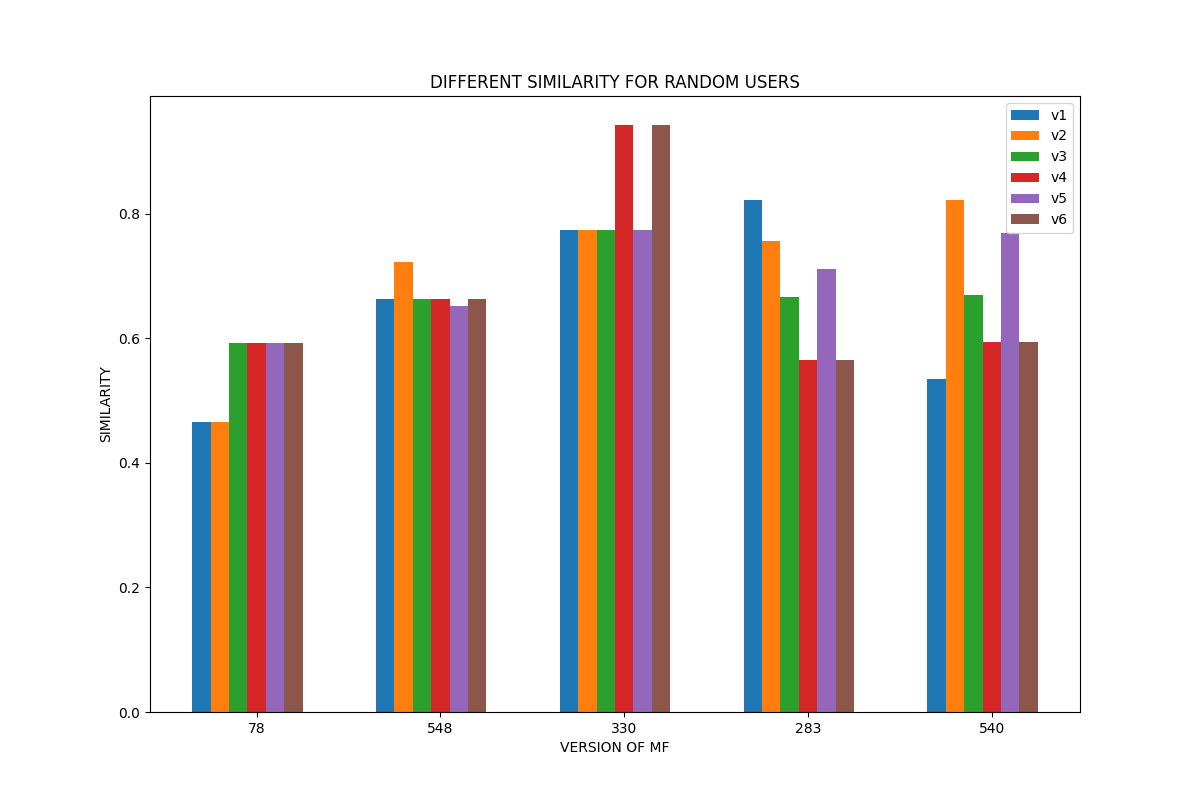 DIFFERENT SIMILARITY FOR RANDOM USERS
v1
v2
v3
v4
v5
v6
0.8
0.6
0.4
0.2
0.0
SIMILARITY
78 548 330 283 540
VERSION OF MF